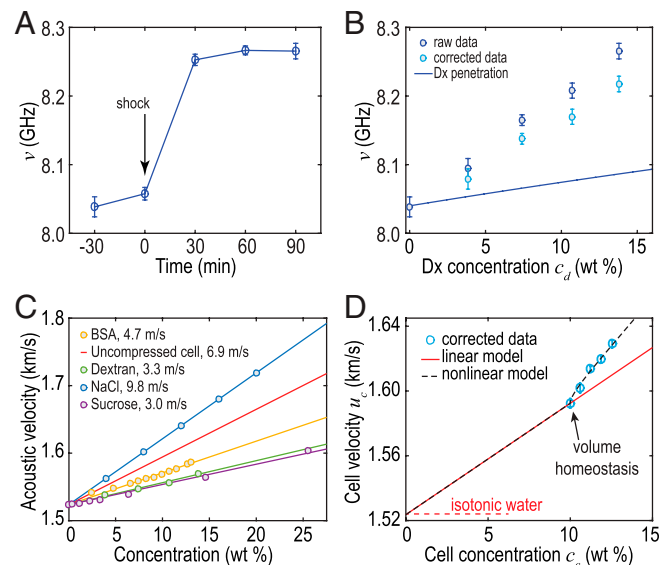 A
8.3
8.2
8.1
8.0
ν (GHz)
shock
-30 0 30 60 90
Time (min)
B
8.3
8.2
8.1
8.0
ν (GHz)
raw data
corrected data
Dx penetration
0 5 10 15
Dx concentration c_d (wt %)
C
1.8
1.7
1.6
1.5
Acoustic velocity (km/s)
BSA, 4.7 m/s
Uncompressed cell, 6.9 m/s
Dextran, 3.3 m/s
NaCl, 9.8 m/s
Sucrose, 3.0 m/s
0 5 10 15 20 25
Concentration (wt %)
D
1.64
1.60
1.56
1.52
Cell velocity u_c (km/s)
corrected data
linear model
nonlinear model
volume
homeostasis
isotonic water
0 5 10 15
Cell concentration c_c (wt %)